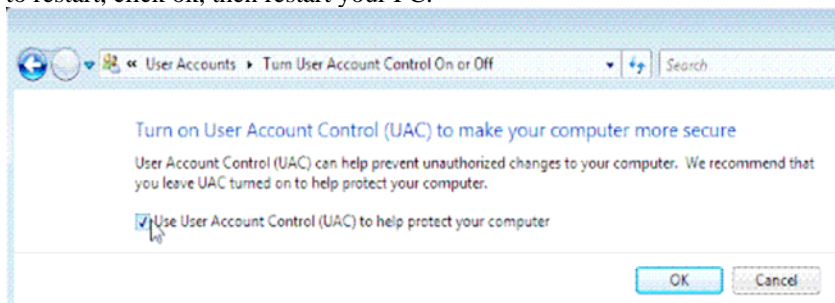 to restart, click ok, then restart your PC.
« User Accounts ▸ Turn User Account Control On or Off Search
Turn on User Account Control (UAC) to make your computer more secure
User Account Control (UAC) can help prevent unauthorized changes to your computer. We recommend that
you leave UAC turned on to help protect your computer.
Use User Account Control (UAC) to help protect your computer
OK Cancel